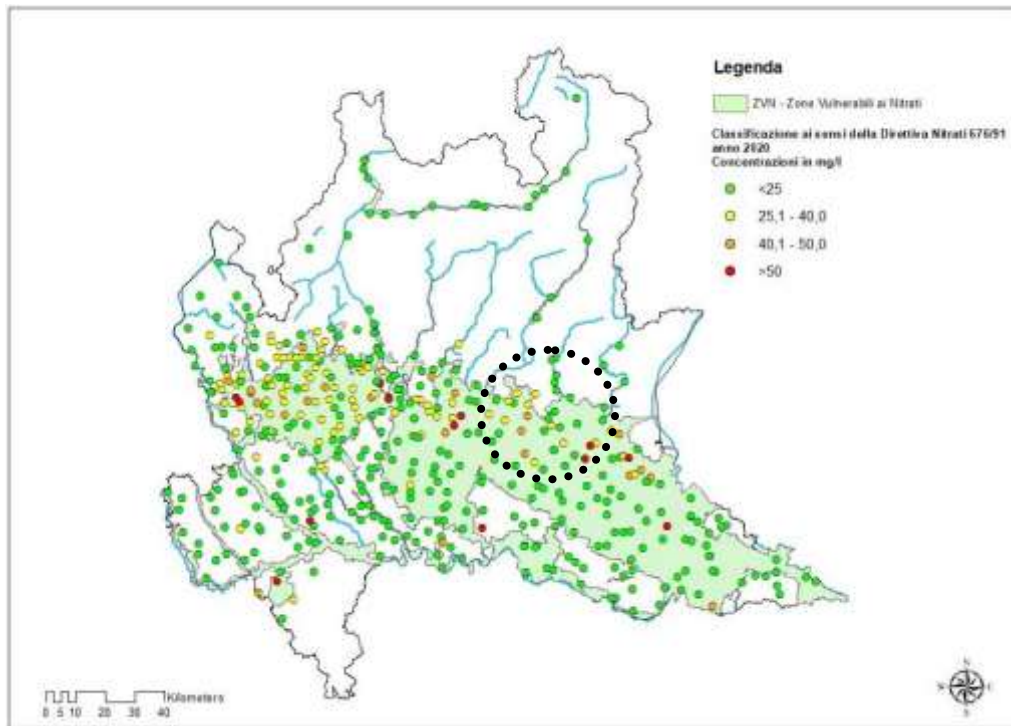 Legenda
ZVN - Zone Vulnerabili ai Nitrati
Classificazione ai sensi della Direttiva Nitrati 676/91
anno 2020
Concentrazioni in mg/l
<25
25,1 - 40,0
40,1 - 50,0
>50
Kilometers
0 5 10 20 30 40